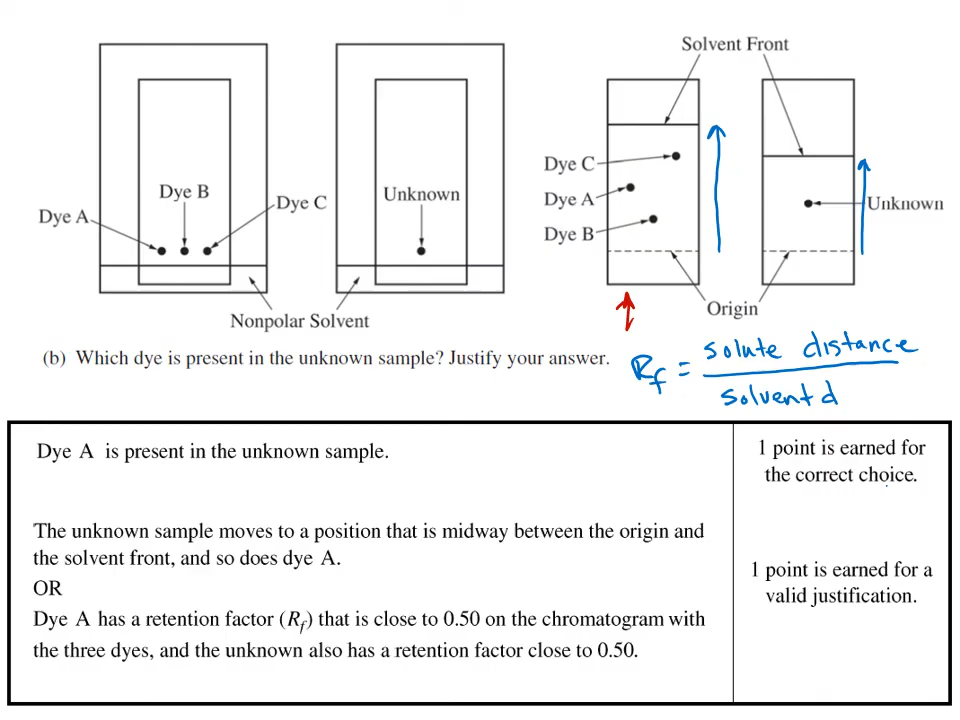 Solvent Front
Dye A
Dye B
Dye C
Unknown
Dye C
Dye A
Dye B
Unknown
Origin
Nonpolar Solvent
(b) Which dye is present in the unknown sample? Justify your answer.
Rf = solute distance
solvent d
Dye A is present in the unknown sample.
1 point is earned for
the correct choice.
The unknown sample moves to a position that is midway between the origin and
the solvent front, and so does dye A.
OR
Dye A has a retention factor (Rf) that is close to 0.50 on the chromatogram with
the three dyes, and the unknown also has a retention factor close to 0.50.
1 point is earned for a
valid justification.